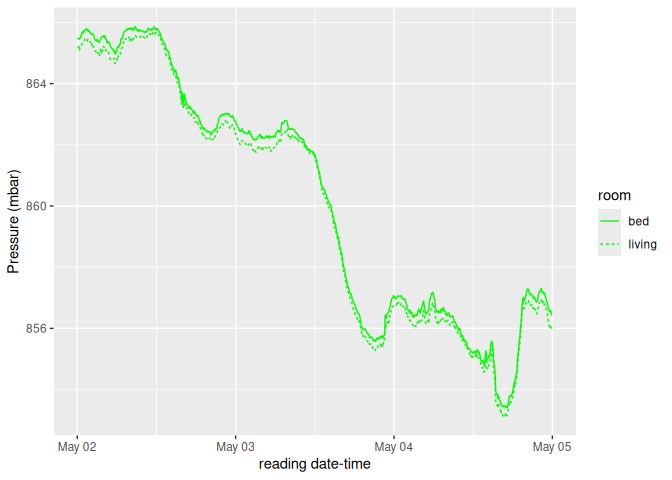 864
860
856
Pressure (mbar)
May 02
May 03
May 04
May 05
reading date-time
room
bed
living